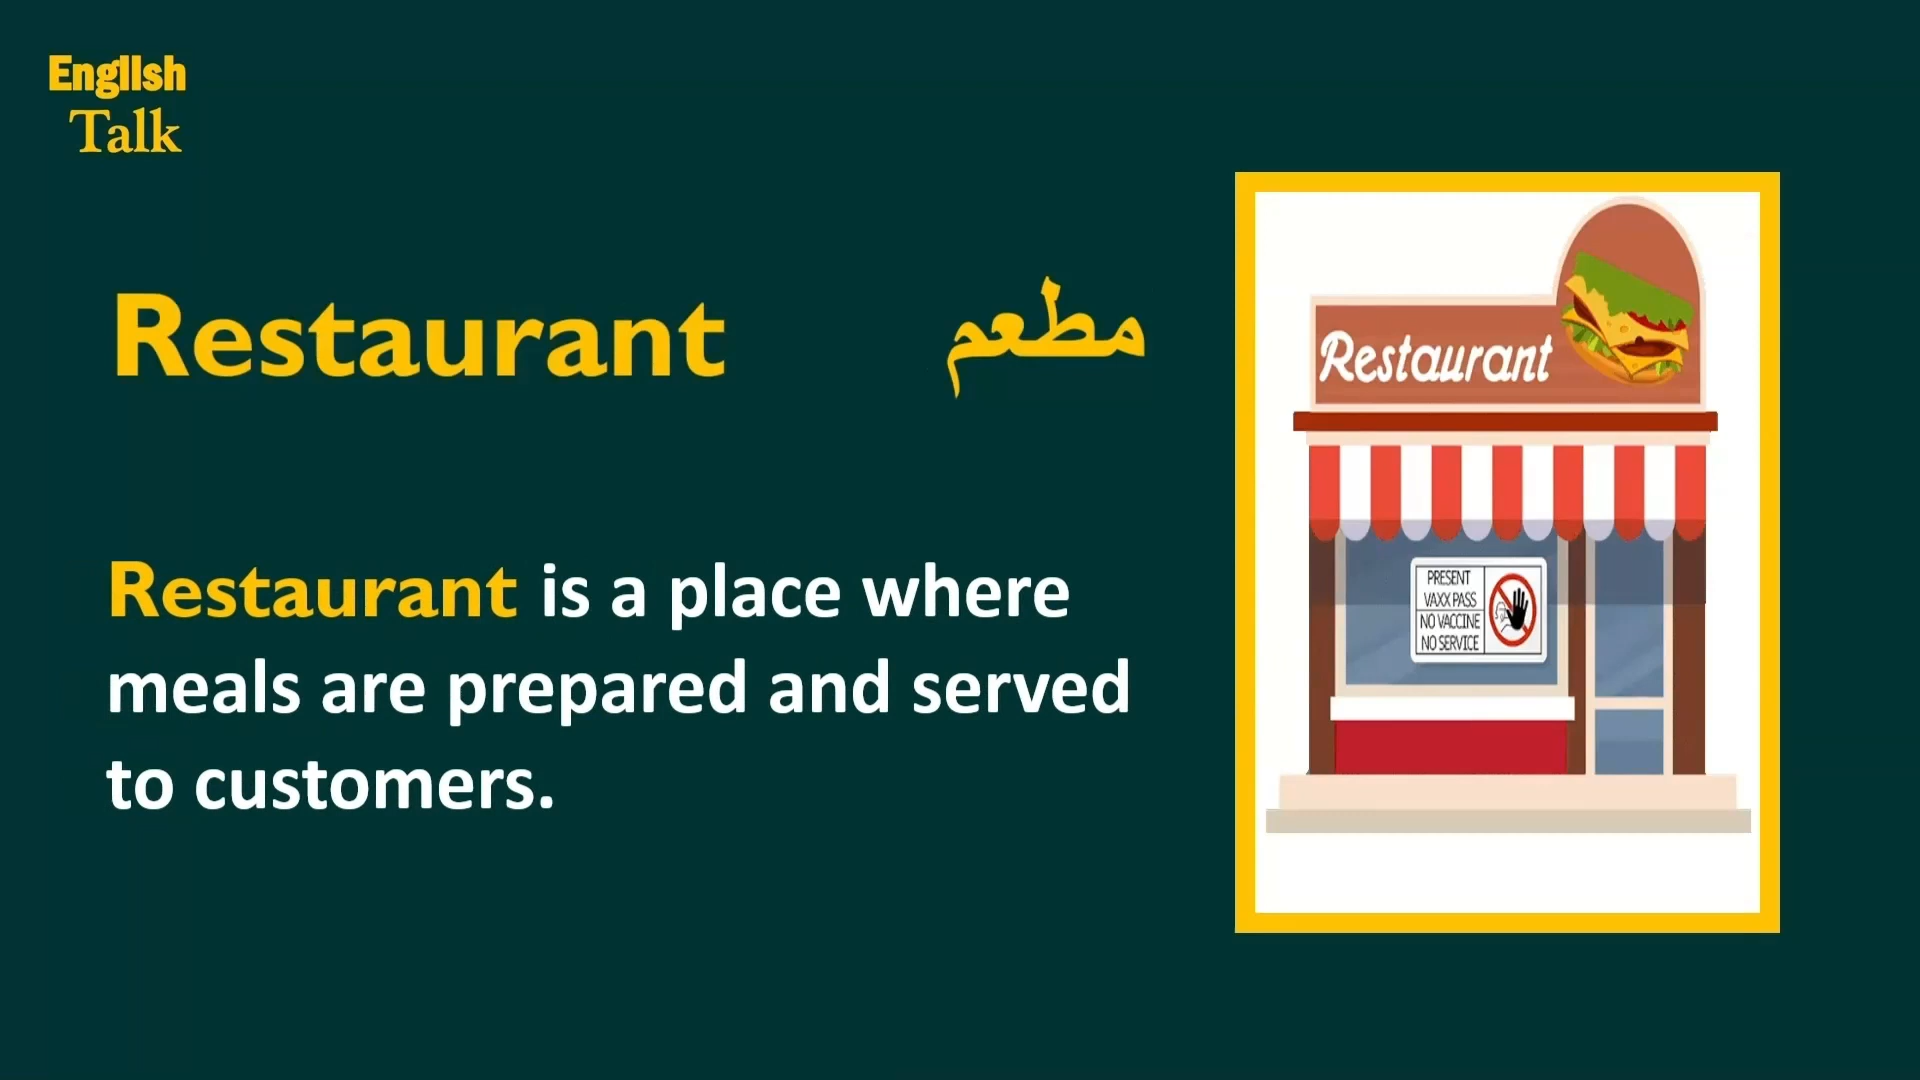 English
Talk
Restaurant
مطعم
Restaurant is a place where
meals are prepared and served
to customers.
Restaurant
PRESENT
VAXX PASS
NO VACCINE
NO SERVICE